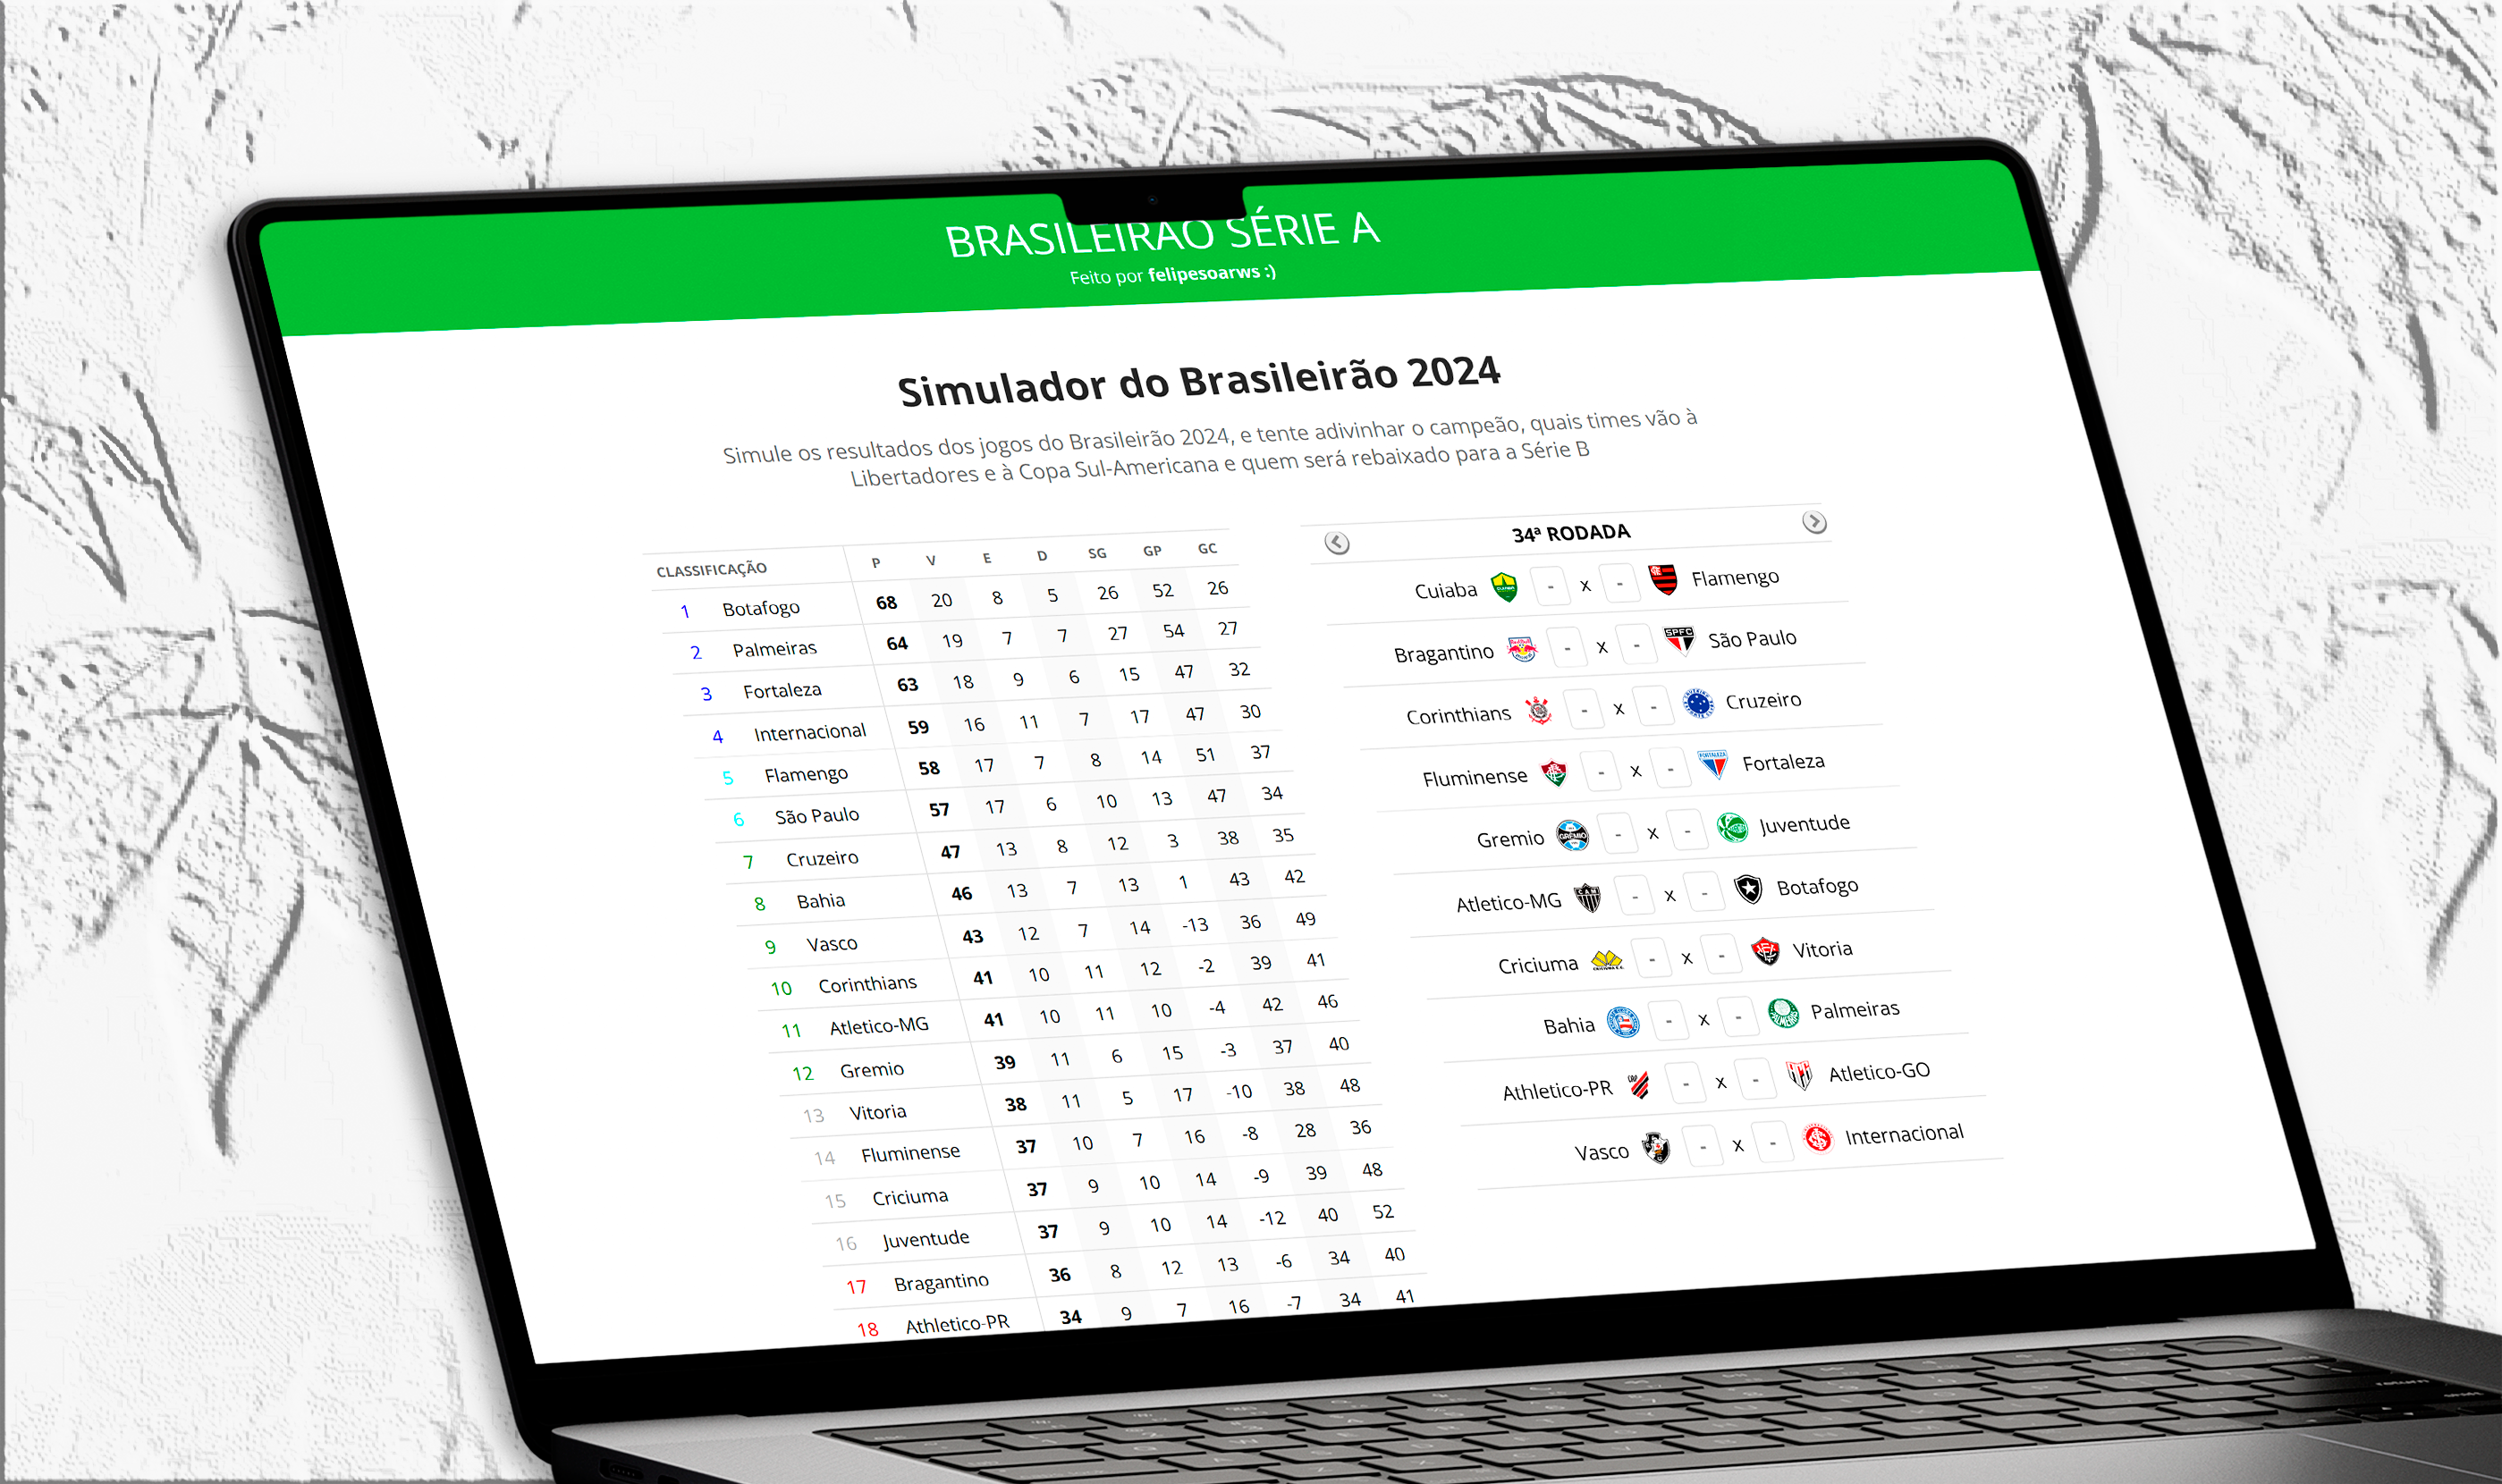 BRASILEIRÃO SÉRIE A
Feito por felipesoarws :)
Simulador do Brasileirão 2024
Simule os resultados dos jogos do Brasileirão 2024, e tente adivinhar o campeão, quais times vão à
Libertadores e à Copa Sul-Americana e quem será rebaixado para a Série B
CLASSIFICAÇÃO P V E D SG GP GC
1 Botafogo 68 20 8 5 26 52 26
2 Palmeiras 64 19 7 7 27 54 27
3 Fortaleza 63 18 9 6 15 47 32
4 Internacional 59 16 11 7 17 47 30
5 Flamengo 58 17 7 8 14 51 37
6 São Paulo 57 17 6 10 13 47 34
7 Cruzeiro 47 13 8 12 3 38 35
8 Bahia 46 13 7 13 1 43 42
9 Vasco 43 12 7 14 -13 36 49
10 Corinthians 41 10 11 12 -2 39 41
11 Atletico-MG 41 10 11 10 -4 42 46
12 Gremio 39 11 6 15 -3 37 40
13 Vitoria 38 11 5 17 -10 38 48
14 Fluminense 37 10 7 16 -8 28 36
15 Criciuma 37 9 10 14 -9 39 48
16 Juventude 37 9 10 14 -12 40 52
17 Bragantino 36 8 12 13 -6 34 40
18 Athletico-PR 34 9 7 16 -7 34 41
34ª RODADA
Cuiaba - x - Flamengo
Bragantino - x - SPFC São Paulo
Corinthians - x - Cruzeiro
Fluminense - x - FORTALEZA Fortaleza
Gremio GRÊMIO - x - Juventude
Atletico-MG CAM - x - Botafogo
Criciuma - x - Vitoria
Bahia - x - Palmeiras
Athletico-PR - x - Atletico-GO
Vasco - x - Internacional